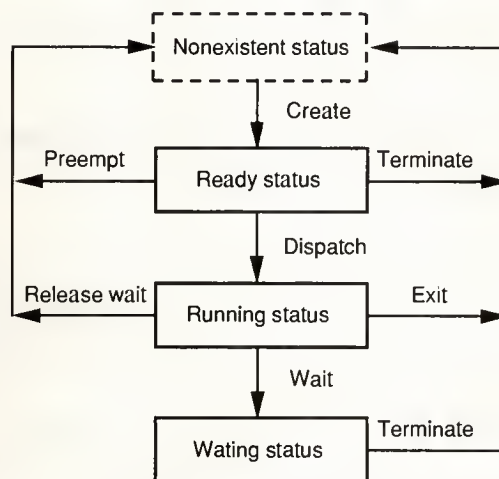 Nonexistent status
Create
Preempt
Ready status
Terminate
Dispatch
Release wait
Running status
Exit
Wait
Wating status
Terminate